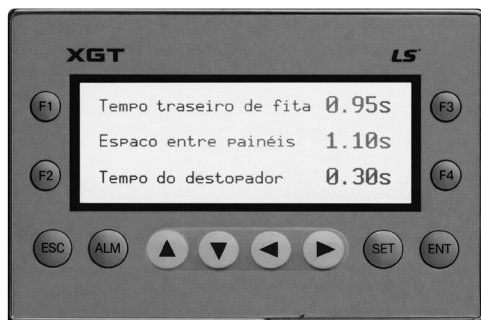 XGT LS
F1 Tempo traseiro de fita 0.95s F3
Espaco entre painéis 1.10s
F2 Tempo do destopador 0.30s F4
ESC ALM SET ENT